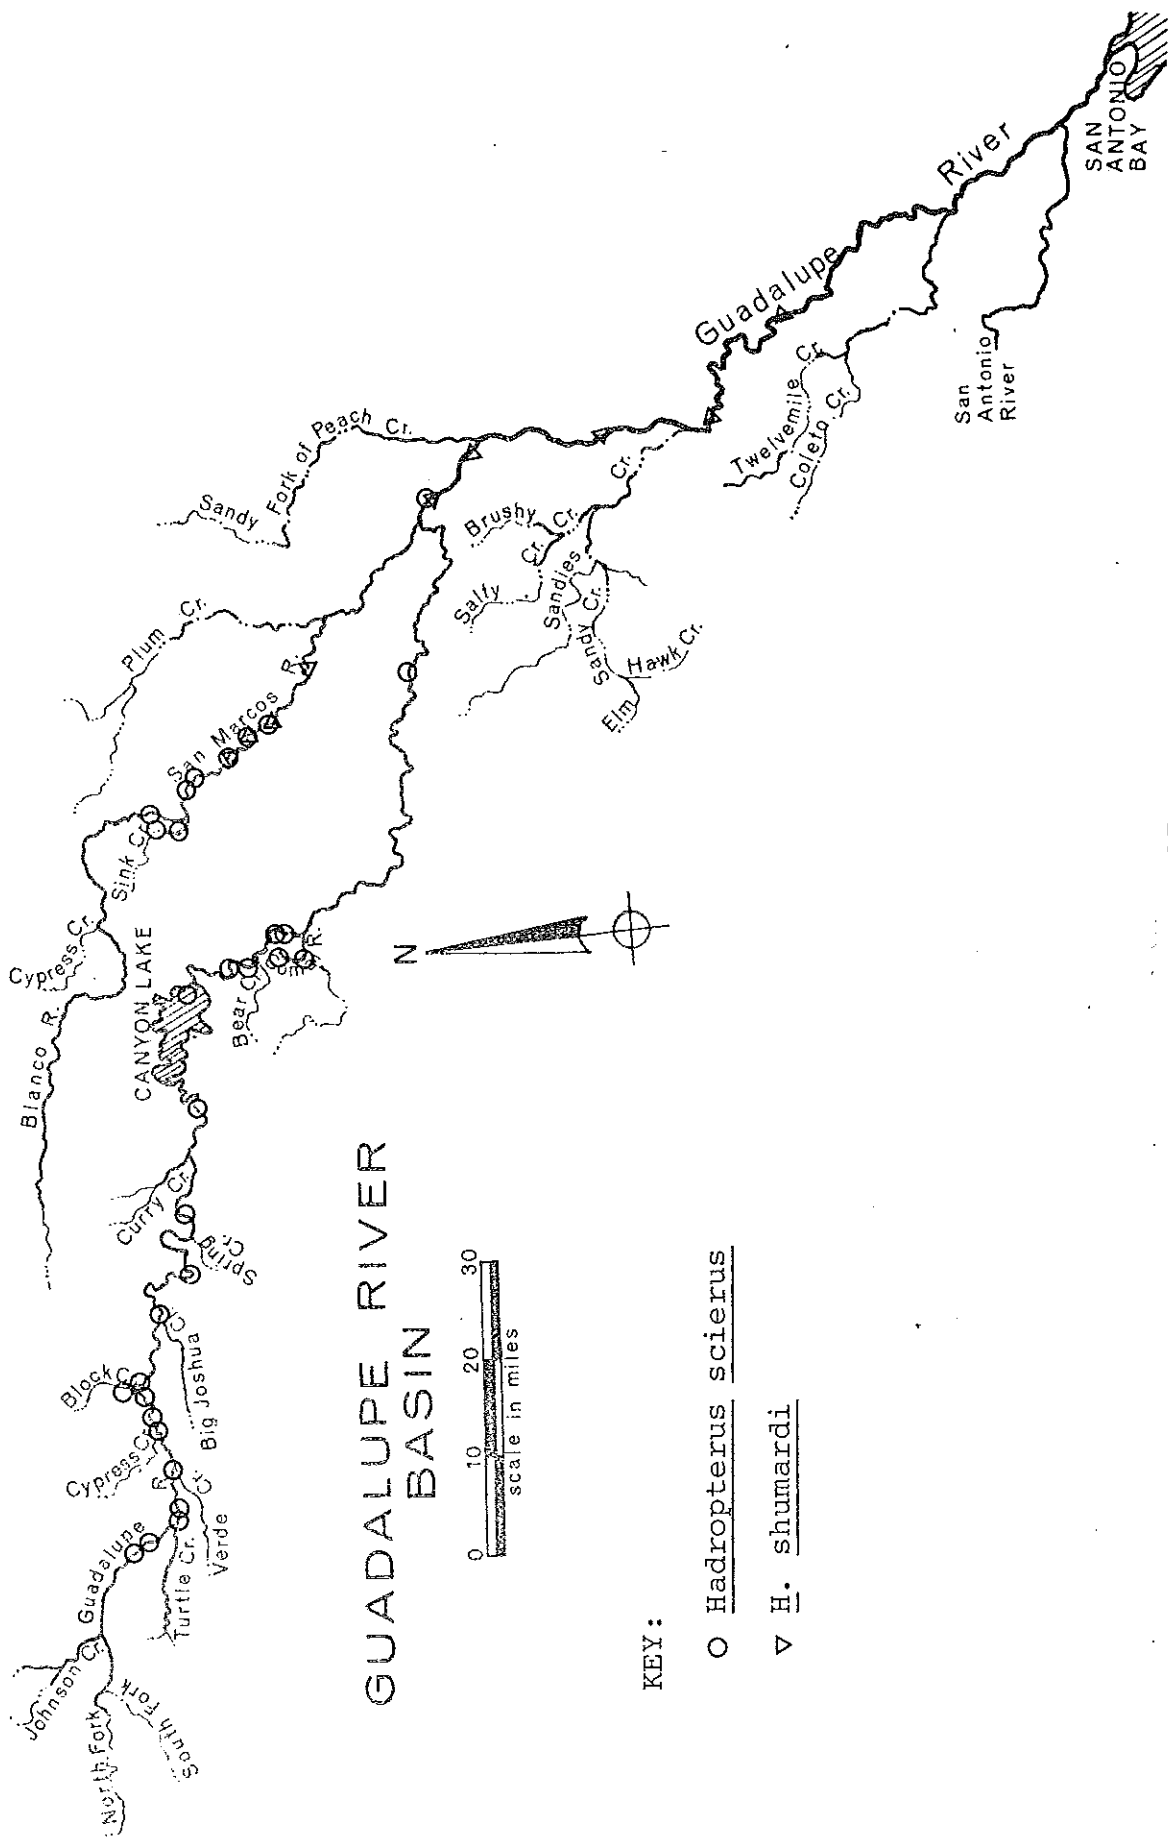 GUADALUPE RIVER
BASIN
0 10 20 30
scale in miles
KEY:
Hadropterus scierus
H. shumardi
N
Johnson Cr.
North Fork
South Fork
Guadalupe
R.
Turtle Cr.
Verde Cr.
Cypress Cr.
Block C
Big Joshua Cr.
Spring
Cr.
Curry Cr.
CANYON LAKE
Blanco R.
Cypress Cr.
Sink Cr.
Bear Cr.
R.
San Marcos R.
Plum Cr.
Sandy
Fork of Peach Cr.
Brushy Cr.
Salty Cr.
Sandies Cr.
Sandy Cr.
Elm
Hawk Cr.
Guadalupe River
Twelvemile Cr.
Coleto Cr.
San
Antonio
River
SAN
ANTONIO
BAY